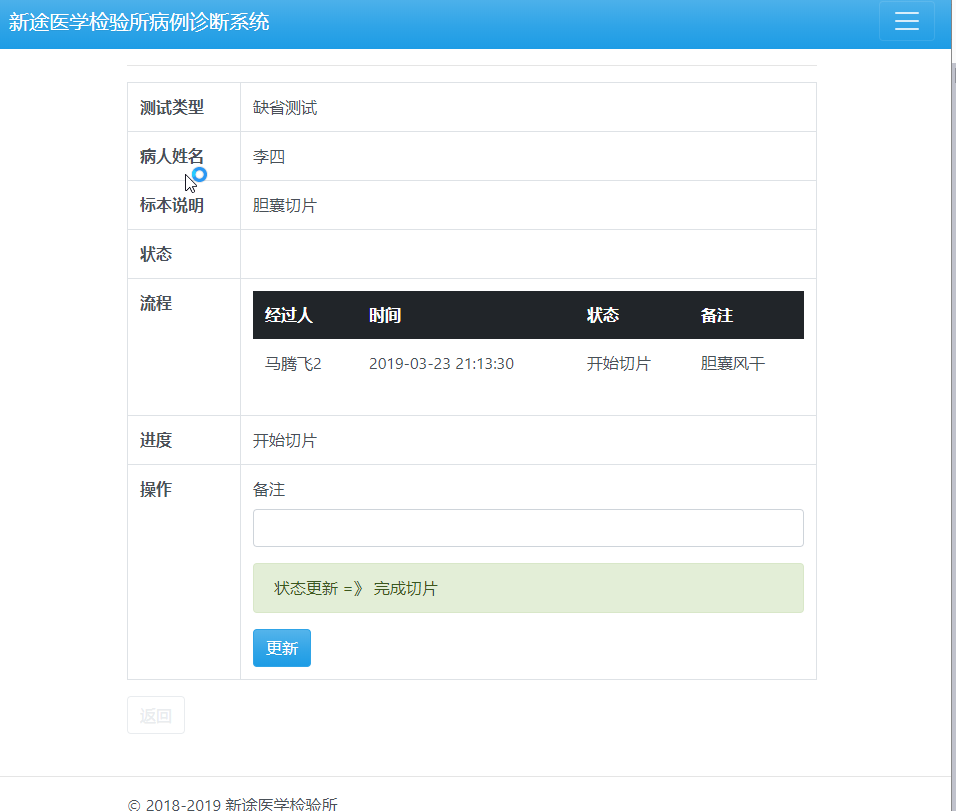 新途医学检验所病例诊断系统
测试类型 缺省测试
病人姓名 李四
标本说明 胆囊切片
状态
流程 经过人 时间 状态 备注
马腾飞2 2019-03-23 21:13:30 开始切片 胆囊风干
进度 开始切片
操作 备注
状态更新 =》 完成切片
更新
返回
© 2018-2019 新途医学检验所